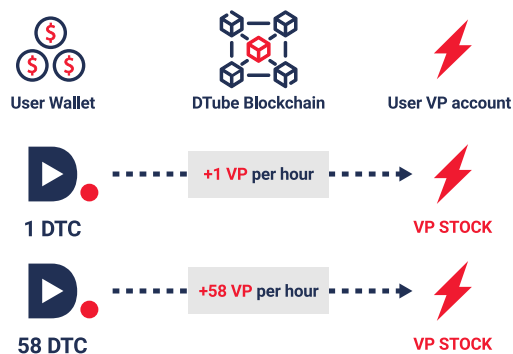 $
$ $
User Wallet
DTube Blockchain
User VP account
+1 VP per hour
1 DTC
VP STOCK
+58 VP per hour
58 DTC
VP STOCK